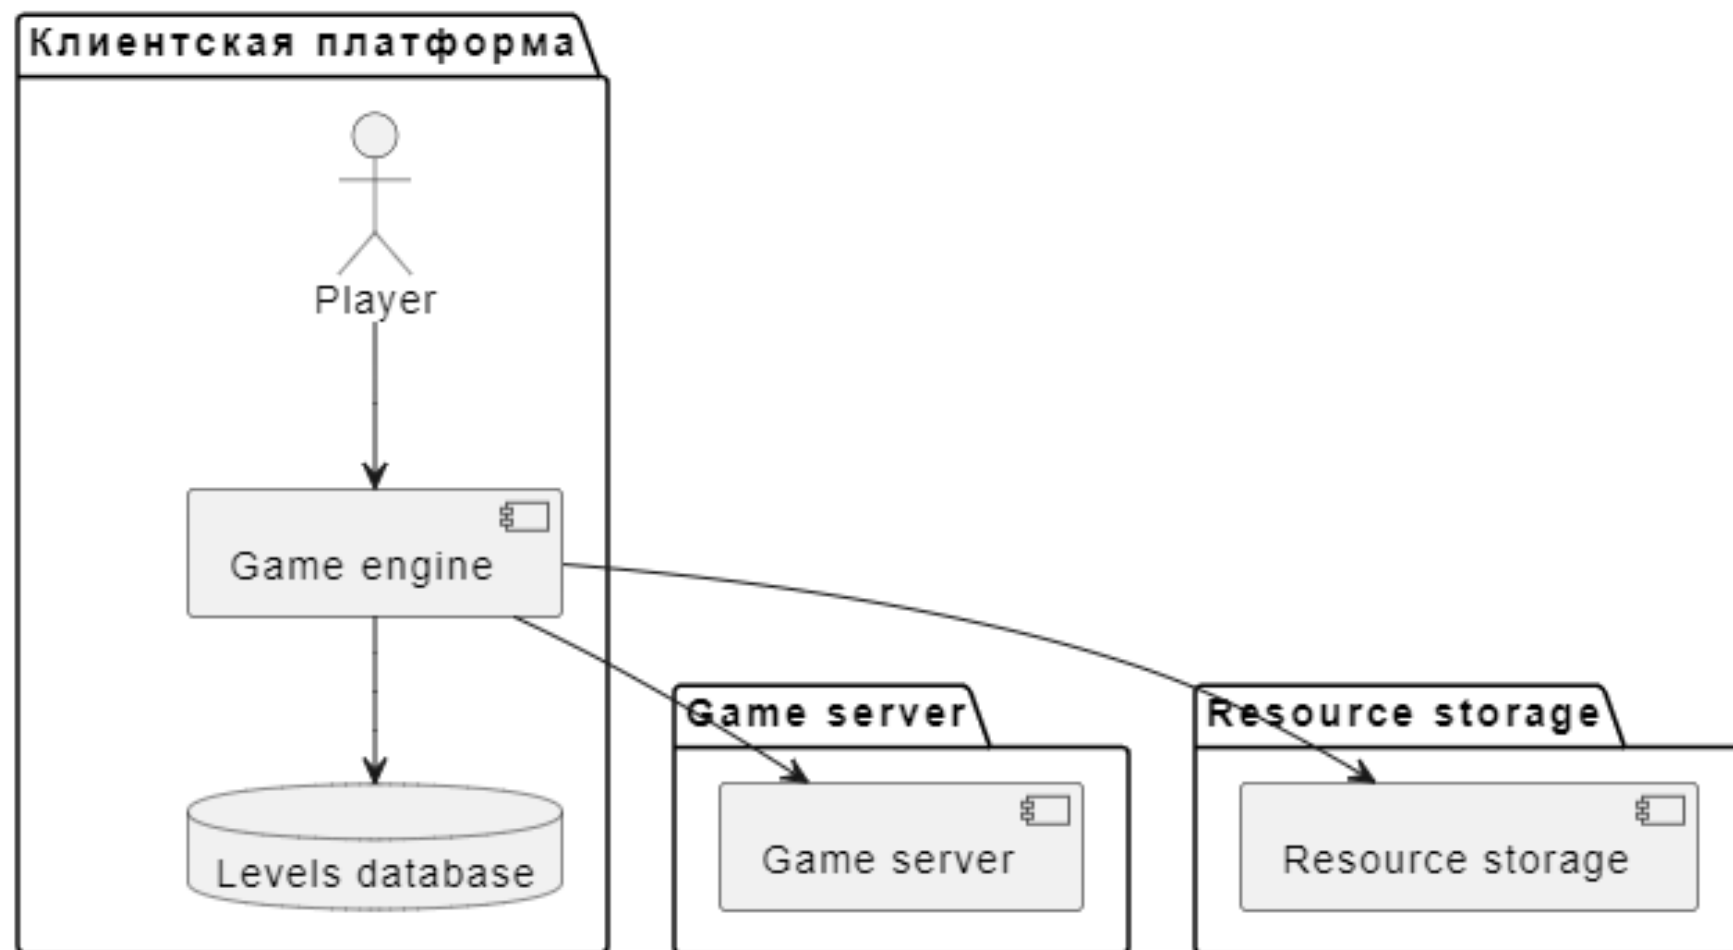 Клиентская платформа
Player
Game engine
Levels database
Game server
Game server
Resource storage
Resource storage